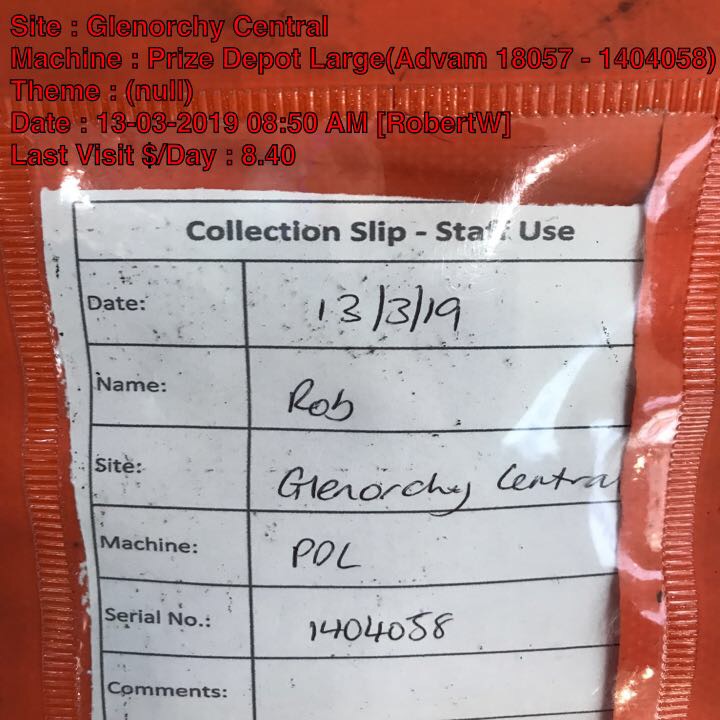 Site : Glenorchy Central
Machine : Prize Depot Large(Advam 18057 - 1404058)
Theme : (null)
Date : 13-03-2019 08:50 AM [RobertW]
Last Visit $/Day : 8.40
Collection Slip - Staff Use
Date: 13/3/19
Name: Rob
Site: Glenorchy Central
Machine: PDL
Serial No.: 1404058
Comments: